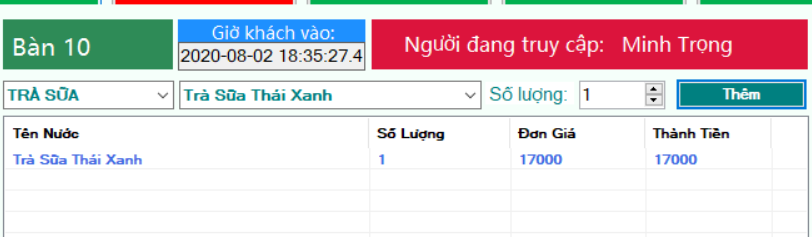 Bàn 10
Giờ khách vào:
2020-08-02 18:35:27.4
Người đang truy cập: Minh Trọng
TRÀ SỮA Trà Sữa Thái Xanh Số lượng: 1 Thêm
Tên Nước Số Lượng Đơn Giá Thành Tiền
Trà Sữa Thái Xanh 1 17000 17000